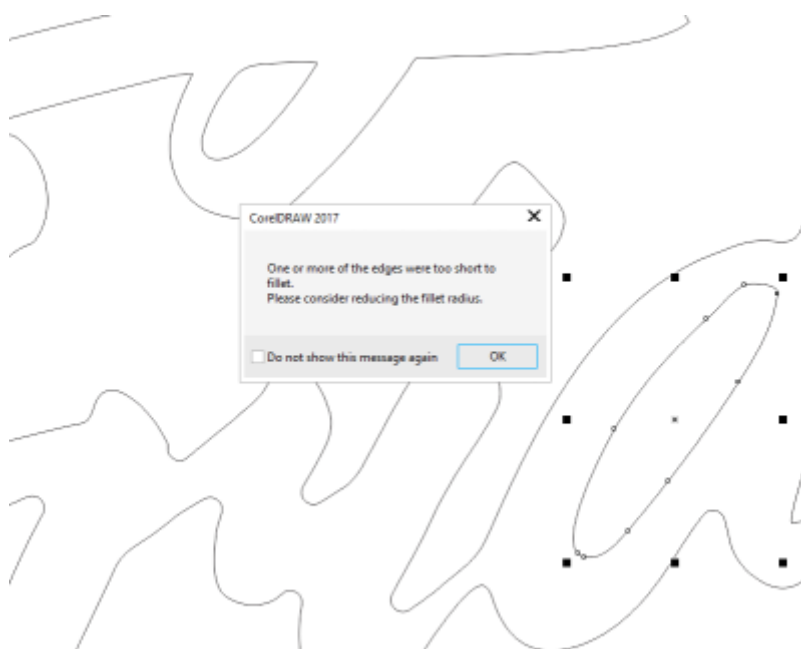 CorelDRAW 2017
One or more of the edges were too short to
fillet.
Please consider reducing the fillet radius.
Do not show this message again
OK